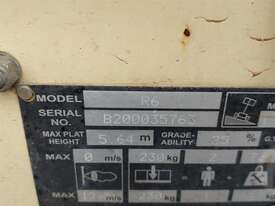 MODEL R6
SERIAL NO. B200035763
MAX PLAT HEIGHT 5.64 m GRADE-ABILITY 35 % G.V
MAX 0 m/s 230 kg 2
MAX 12